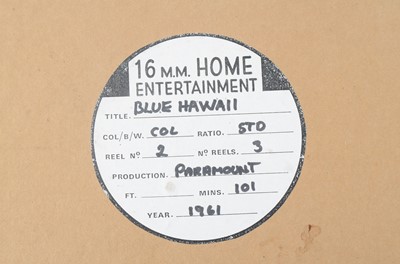 16 M.M. HOME
ENTERTAINMENT
TITLE. BLUE HAWAII
COL/B/W. COL RATIO. STD
REEL Nº 2 Nº REELS. 3
PRODUCTION. PARAMOUNT
FT. MINS. 101
YEAR. 1961